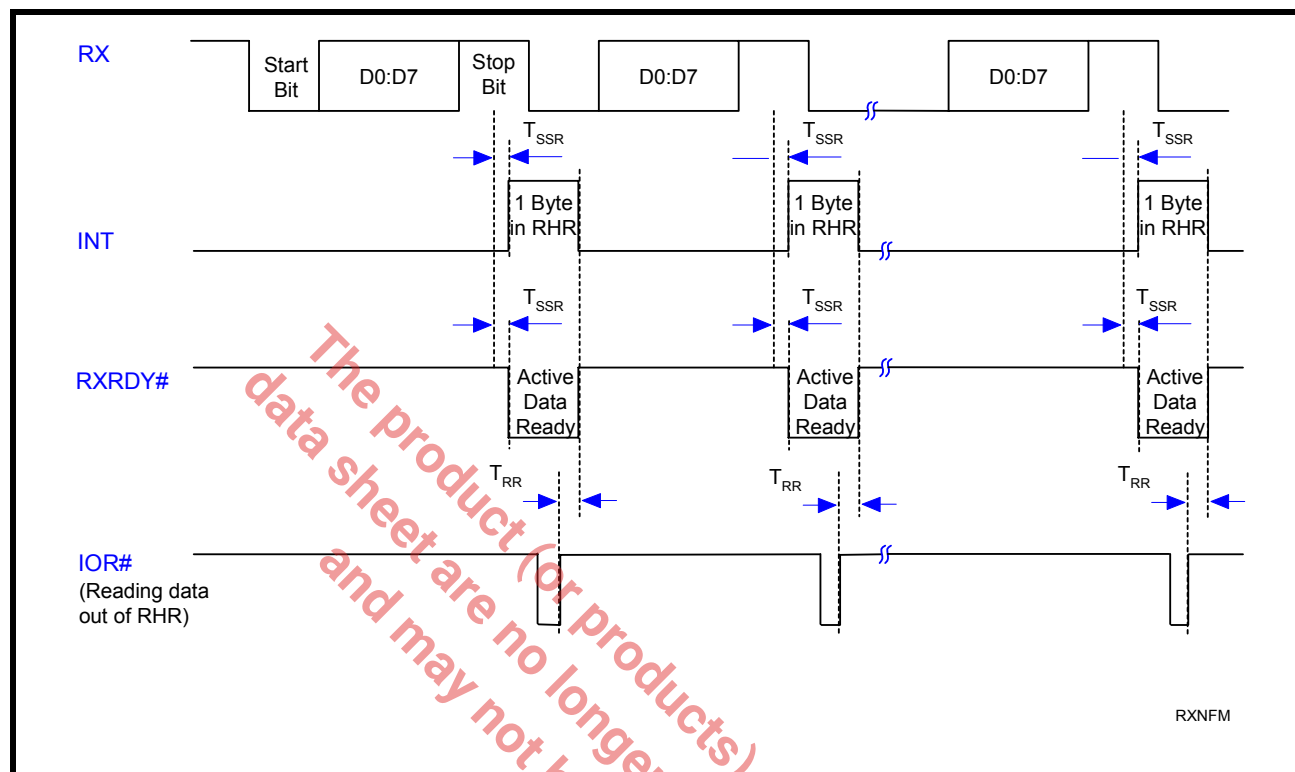 RX
Start
Bit
D0:D7
Stop
Bit
D0:D7
D0:D7
TSSR
TSSR
TSSR
INT
1 Byte
in RHR
1 Byte
in RHR
1 Byte
in RHR
TSSR
TSSR
TSSR
RXRDY#
Active
Data
Ready
Active
Data
Ready
Active
Data
Ready
TRR
TRR
TRR
IOR#
(Reading data
out of RHR)
RXNFM
The product (or products)
data sheet are no longer
and may not